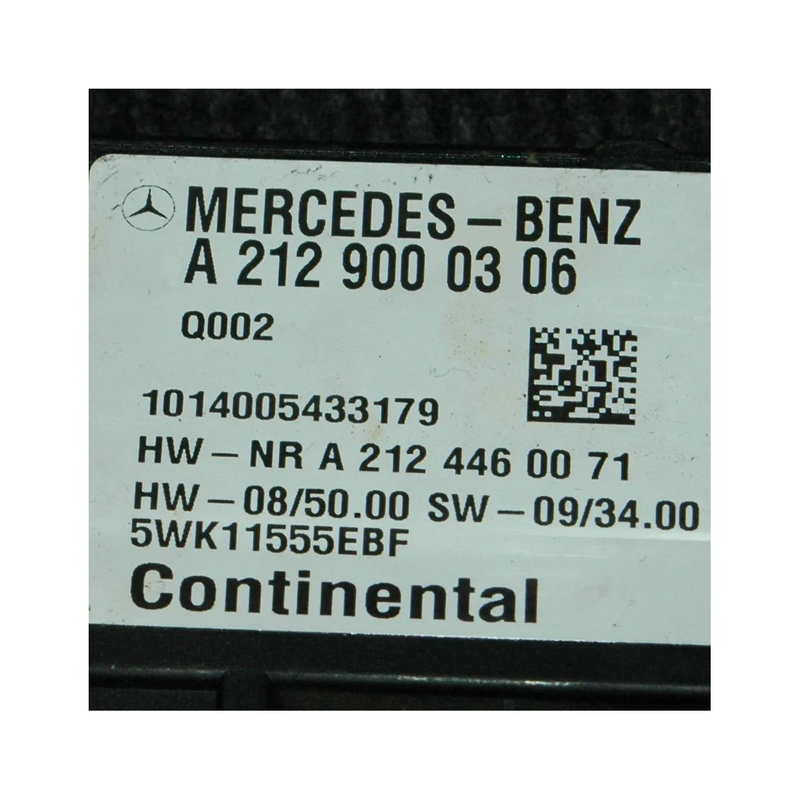 MERCEDES-BENZ
A 212 900 03 06
Q002
1014005433179
HW-NR A 212 446 00 71
HW-08/50.00 SW-09/34.00
5WK11555EBF
Continental